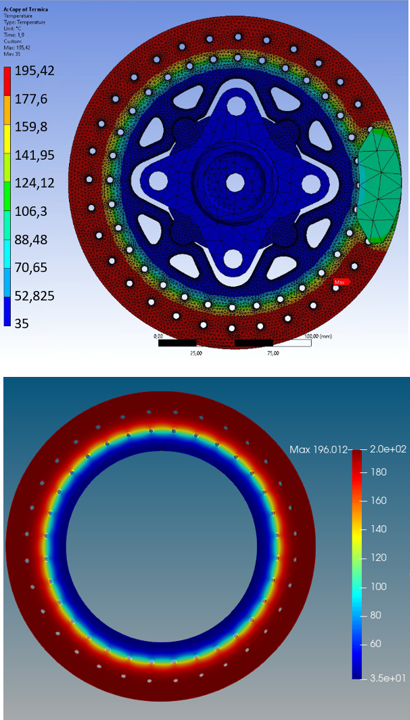 A: Copy of Termica
Temperature
Type: Temperature
Unit: °C
Time: 1,0
Custom
Max: 195,42
Min: 35
195,42
177,6
159,8
141,95
124,12
106,3
88,48
70,65
52,825
35
Max
0,00
100,00 (mm)
25,00
75,00
Max 196.012
2.0e+02
180
160
140
120
100
80
60
3.5e+01